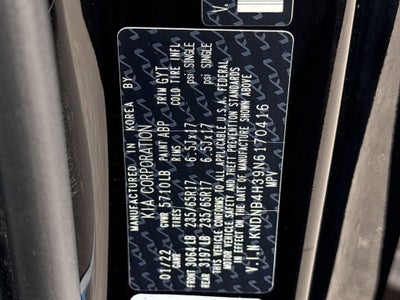 MANUFACTURED IN KOREA BY
KIA CORPORATION
01/22 GVWR 5710LB PAINT ABP TRIM GYT
TIRES RIMS COLD TIRE INFL
FRONT 3064LB 235/65R17 6.5Jx17 psi SINGLE
REAR 3197LB 235/65R17 6.5Jx17 psi SINGLE
THIS VEHICLE CONFORMS TO ALL APPLICABLE U.S.A. FEDERAL
MOTOR VEHICLE SAFETY AND THEFT PREVENTION STANDARDS
IN EFFECT ON THE DATE OF MANUFACTURE SHOWN ABOVE.
V.I.N. KNDNB4H39N6170416
MPV